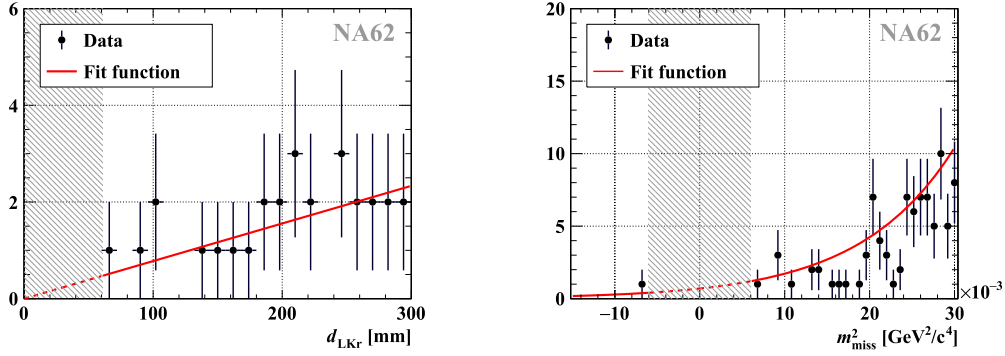 6
4
2
0
NA62
Data
Fit function
0 100 200 300
d_LKr [mm]
20
15
10
5
0
NA62
Data
Fit function
−10 0 10 20 30
×10⁻³
m²_miss [GeV²/c⁴]